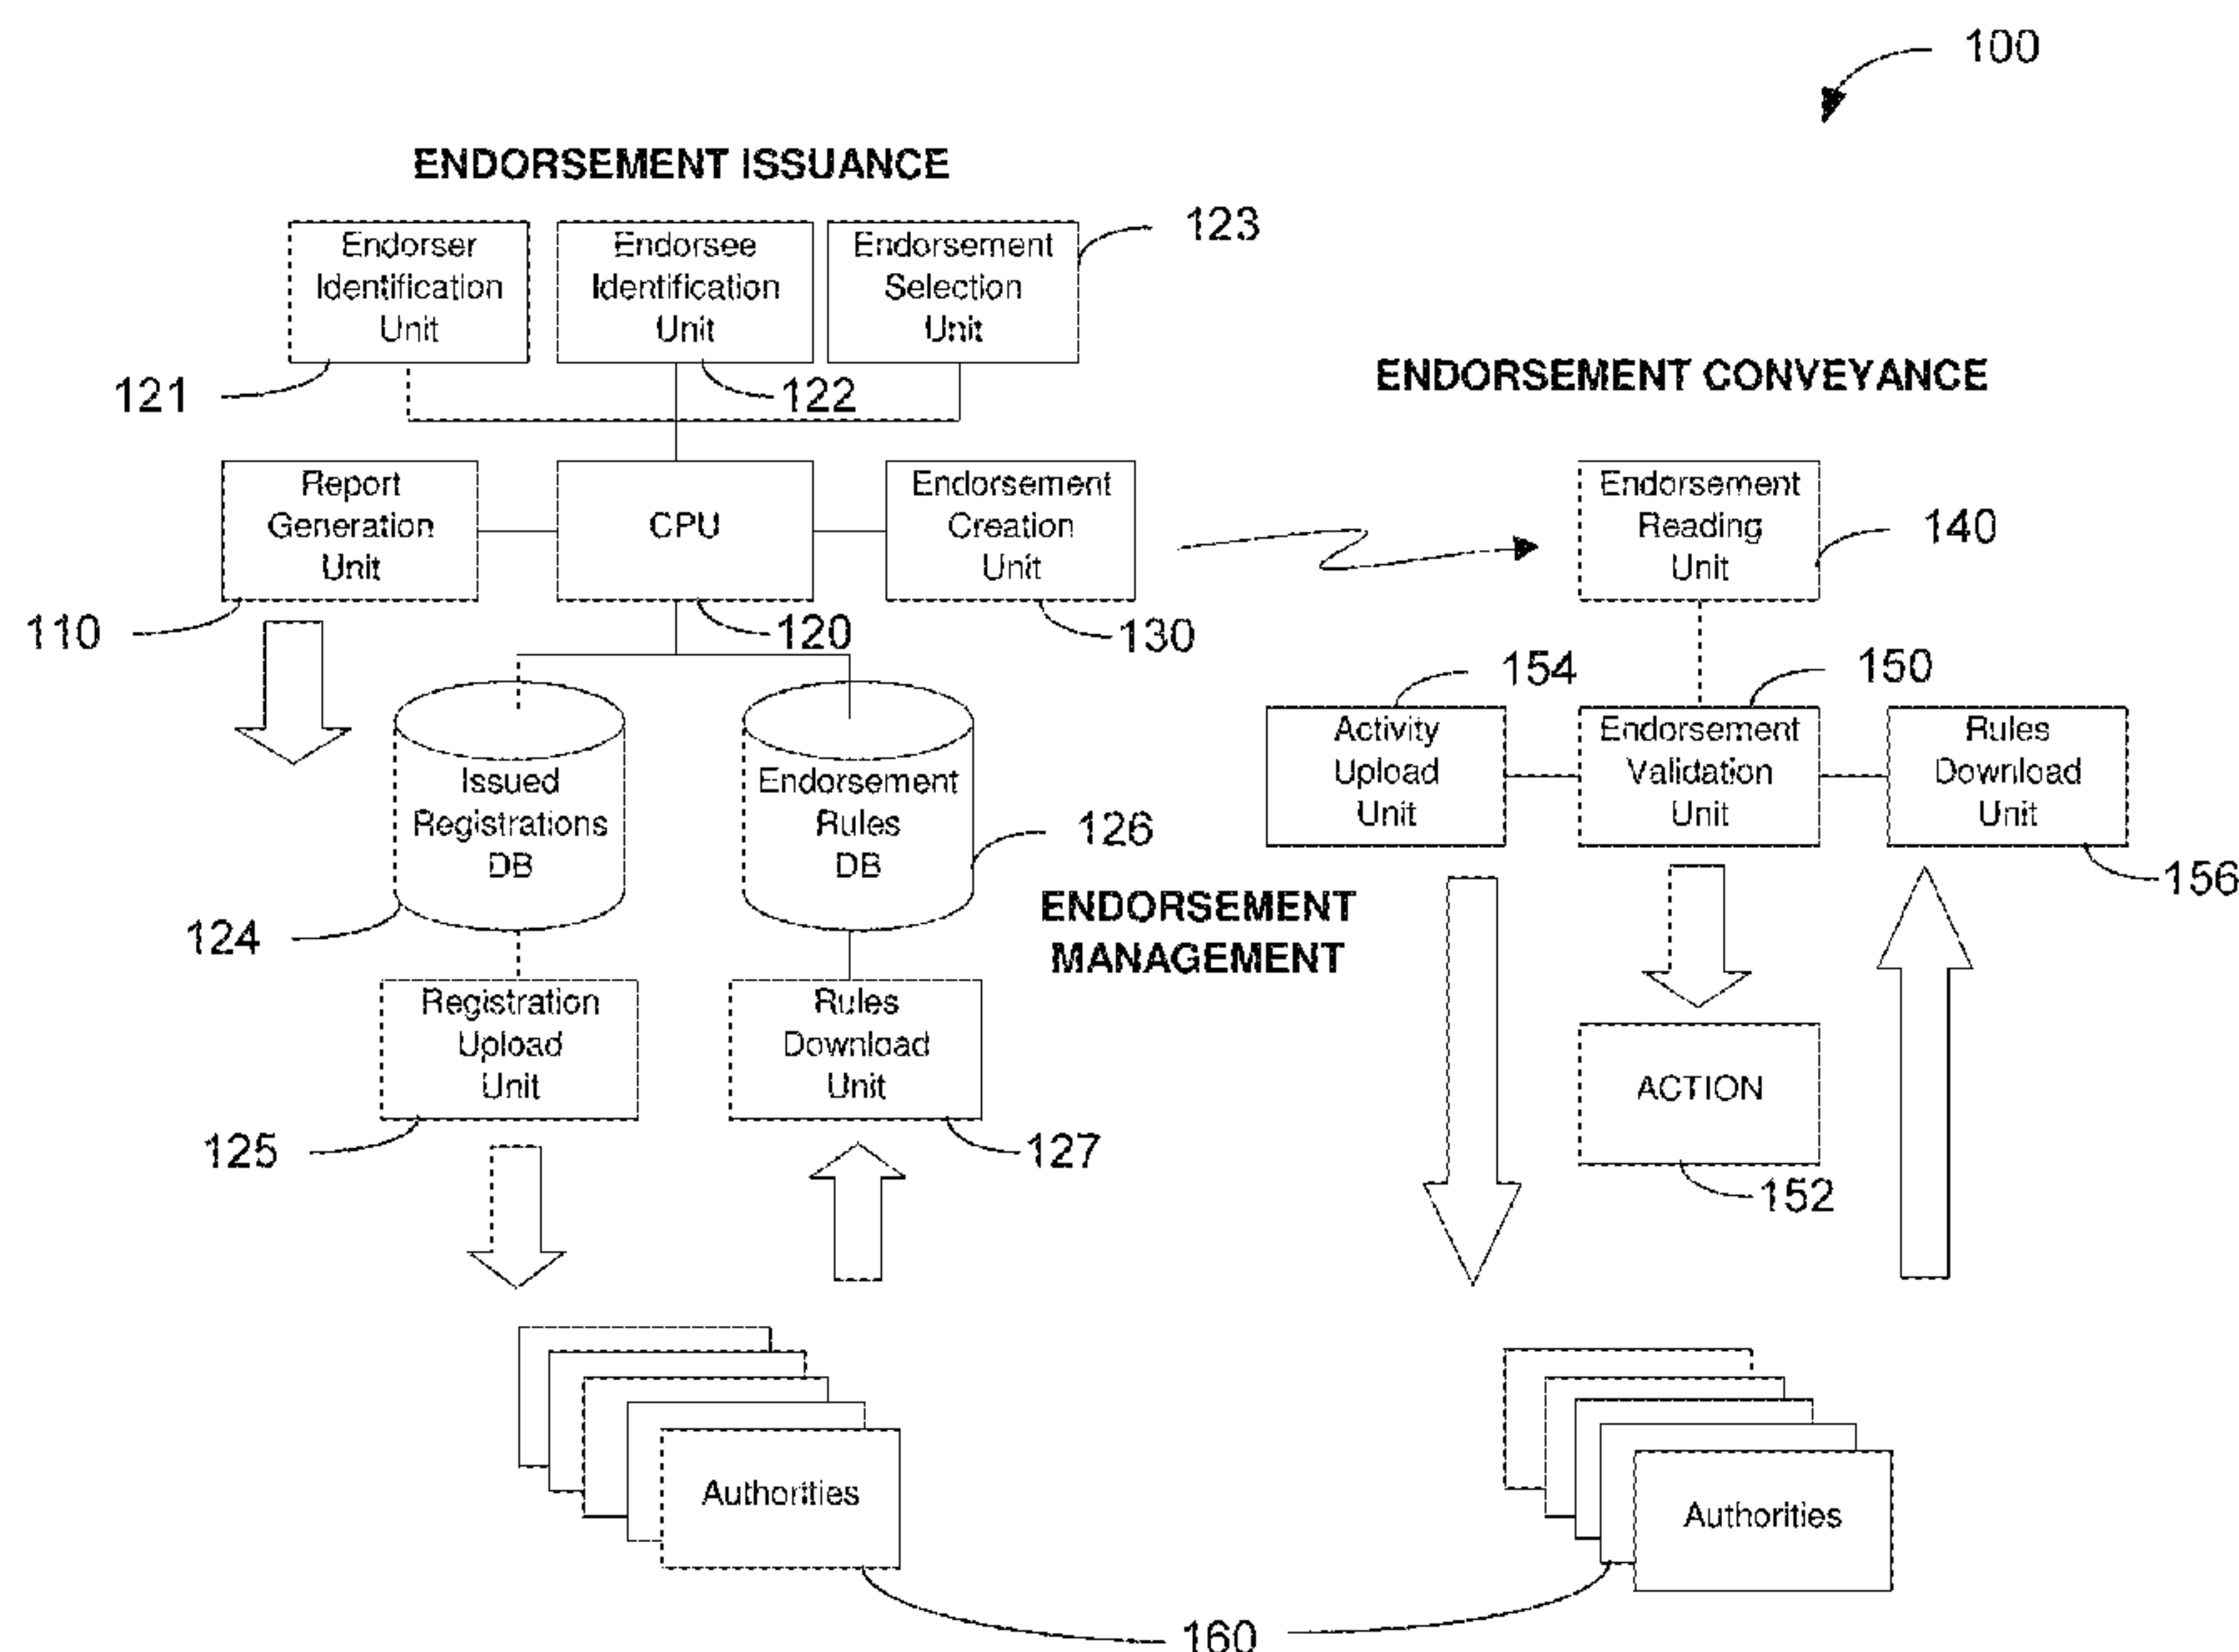 100
ENDORSEMENT ISSUANCE
Endorser
Identification
Unit
Endorsee
Identification
Unit
Endorsement
Selection
Unit
123
121
122
ENDORSEMENT CONVEYANCE
Report
Generation
Unit
CPU
Endorsement
Creation
Unit
Endorsement
Reading
Unit
140
110
120
130
154
150
Issued
Registrations
DB
Endorsement
Rules
DB
126
Activity
Upload
Unit
Endorsement
Validation
Unit
Rules
Download
Unit
156
124
ENDORSEMENT
MANAGEMENT
Registration
Upload
Unit
Rules
Download
Unit
ACTION
125
127
152
Authorities
Authorities
160